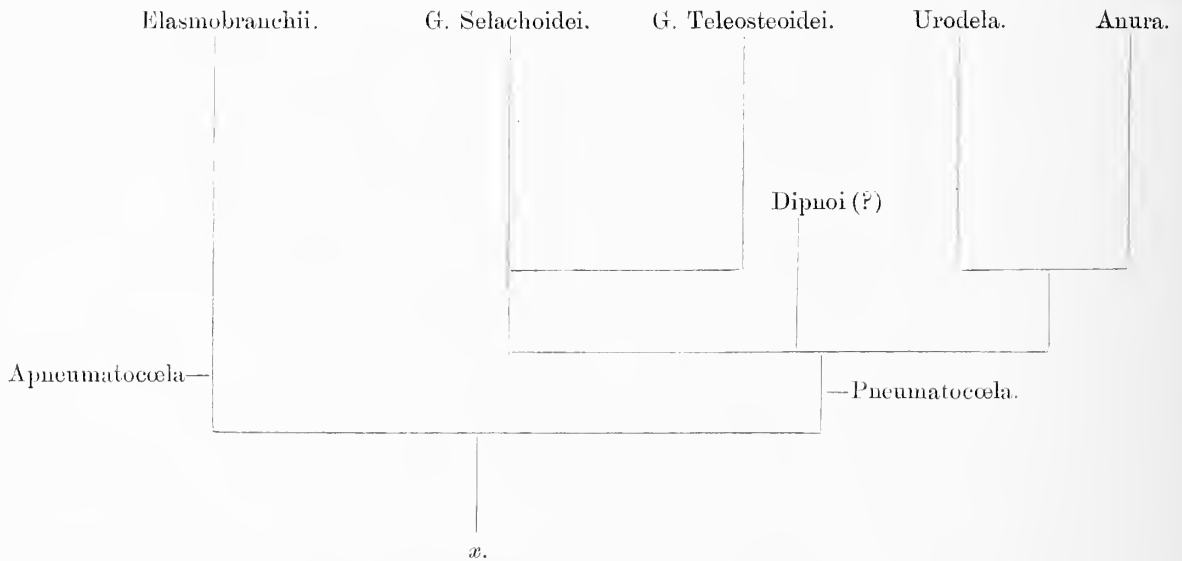 Elasmobranchii. G. Selachoidei. G. Teleosteoidei. Urodela. Anura.
Dipnoi (?)
Apneumatocœla—
—Pneumatocœla.
x.